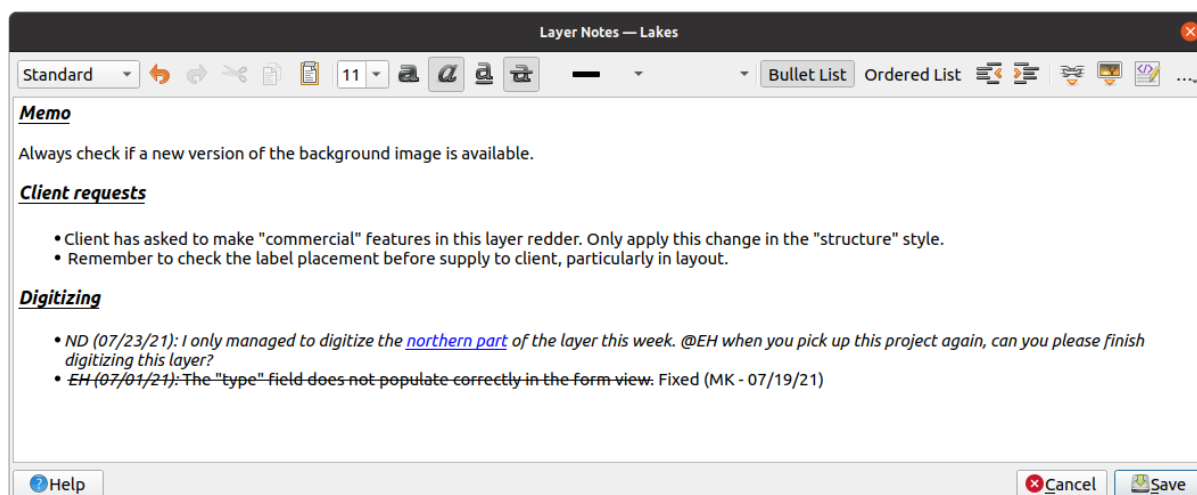 Layer Notes — Lakes
Standard 11 Bullet List Ordered List ...
Memo
Always check if a new version of the background image is available.
Client requests
• Client has asked to make "commercial" features in this layer redder. Only apply this change in the "structure" style.
• Remember to check the label placement before supply to client, particularly in layout.
Digitizing
• ND (07/23/21): I only managed to digitize the northern part of the layer this week. @EH when you pick up this project again, can you please finish
digitizing this layer?
• EH (07/01/21): The "type" field does not populate correctly in the form view. Fixed (MK - 07/19/21)
Help Cancel Save